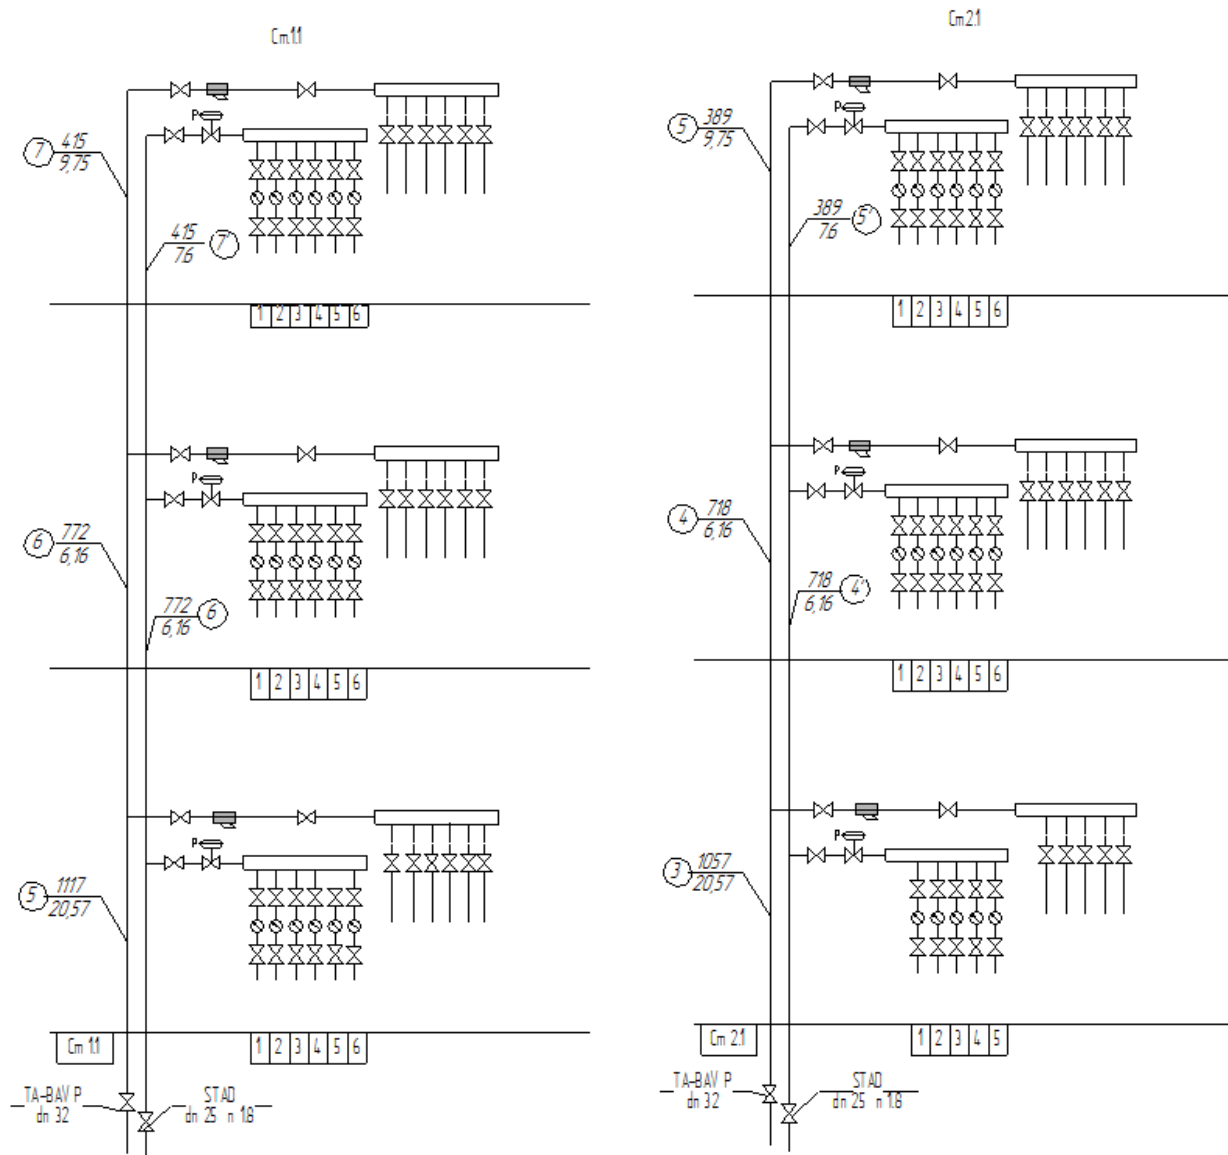 Ст.1.1
P
7 415
9,75
415 7'
7.6
1 2 3 4 5 6
P
6 772
6,16
772 6
6,16
1 2 3 4 5 6
P
5 1117
20,57
Ст 1.1
1 2 3 4 5 6
TA-BAV P
dn 32
STAD
dn 25 n 1.8
Ст.2.1
P
5 389
9,75
389 5'
7.6
1 2 3 4 5 6
P
4 718
6,16
718 4'
6,16
1 2 3 4 5 6
P
3 1057
20,57
Ст 2.1
1 2 3 4 5
TA-BAV P
dn 32
STAD
dn 25 n 1.8